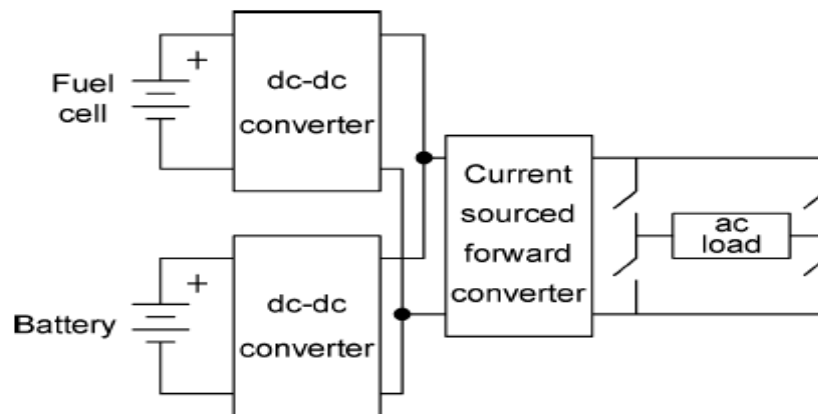 Fuel
cell
+
dc-dc
converter
Current
sourced
forward
converter
ac
load
Battery
+
dc-dc
converter